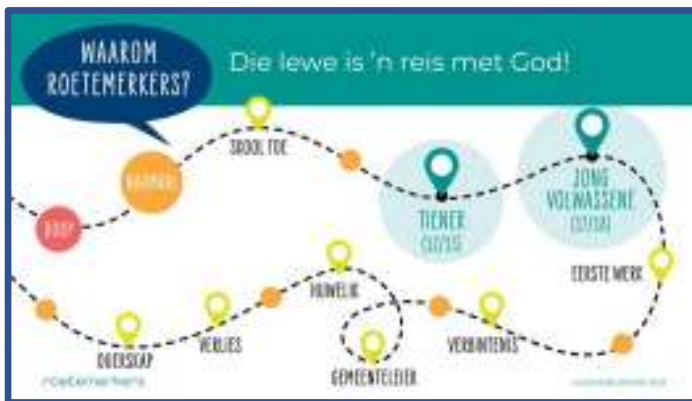 WAAROM
ROETEMERKERS?
Die lewe is 'n reis met God!
SKOOL TOE
DOOP
TIENER
JONG
VOLWASSENE
EERSTE WERK
HUWELIK
OUERSKAP
VERLIES
VERBINTENIS
GEMEENTELEIER
roetemerkers